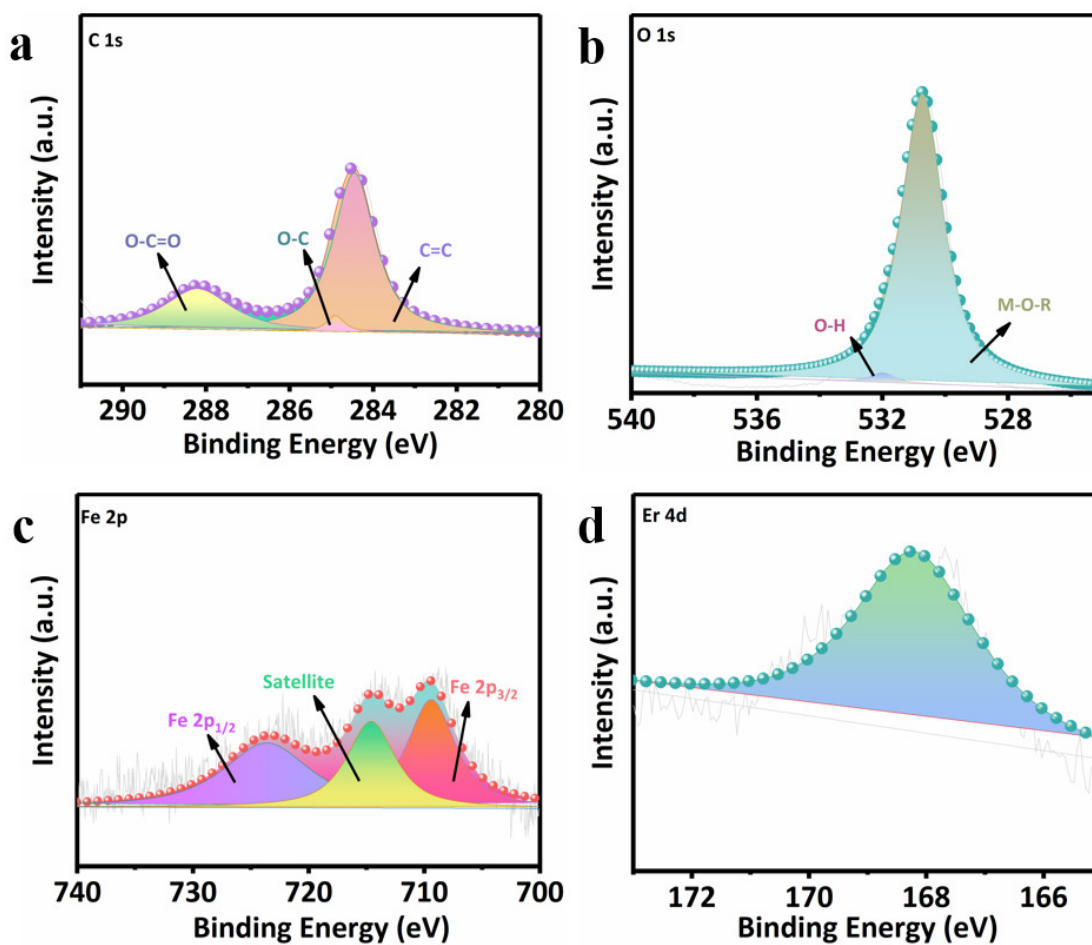 a
C 1s
O-C=O
O-C
C=C
Intensity (a.u.)
290 288 286 284 282 280
Binding Energy (eV)
b
O 1s
O-H
M-O-R
Intensity (a.u.)
540 536 532 528
Binding Energy (eV)
c
Fe 2p
Satellite
Fe 2p3/2
Fe 2p1/2
Intensity (a.u.)
740 730 720 710 700
Binding Energy (eV)
d
Er 4d
Intensity (a.u.)
172 170 168 166
Binding Energy (eV)